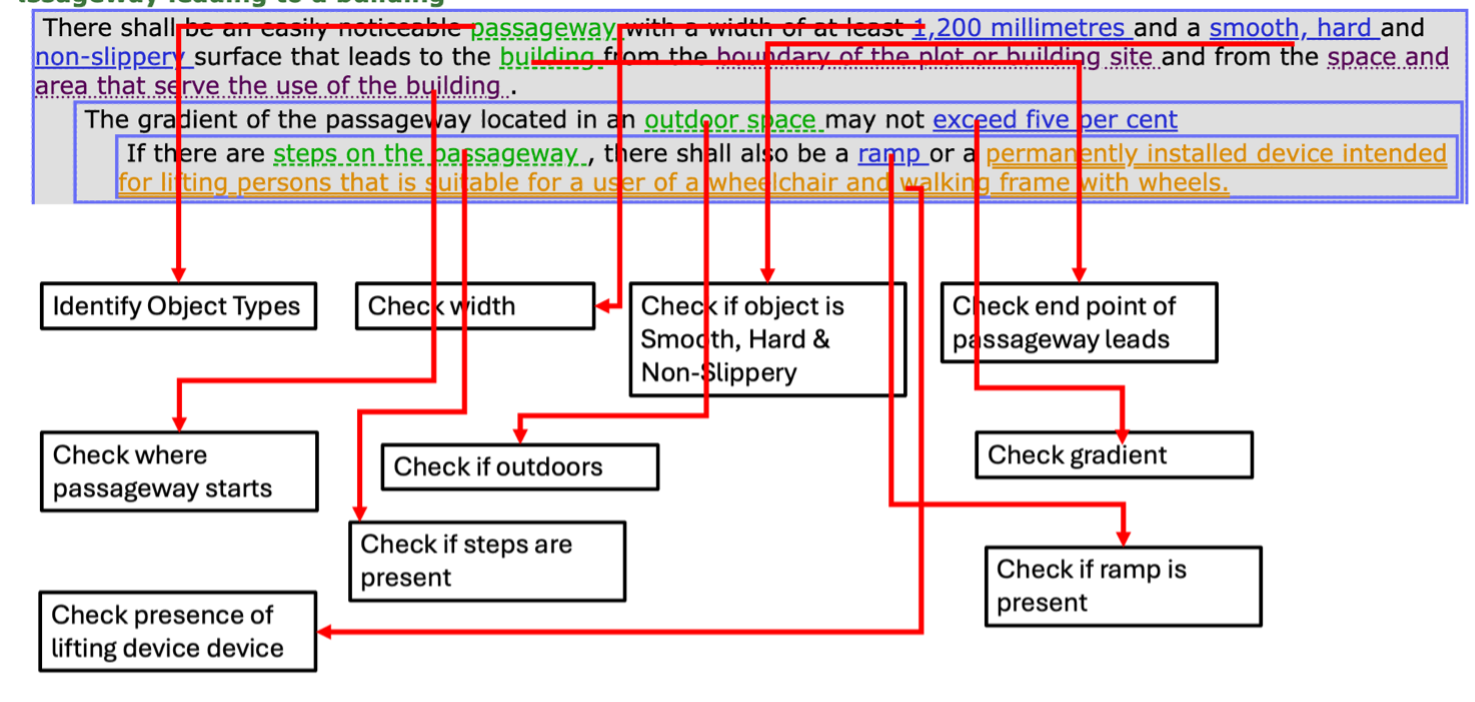 assageway leading to a building
There shall be an easily noticeable passageway with a width of at least 1,200 millimetres and a smooth, hard and
non-slippery surface that leads to the building from the boundary of the plot or building site and from the space and
area that serve the use of the building .
The gradient of the passageway located in an outdoor space may not exceed five per cent
If there are steps on the passageway , there shall also be a ramp or a permanently installed device intended
for lifting persons that is suitable for a user of a wheelchair and walking frame with wheels.
Identify Object Types
Check width
Check if object is
Smooth, Hard &
Non-Slippery
Check end point of
passageway leads
Check where
passageway starts
Check if outdoors
Check gradient
Check if steps are
present
Check if ramp is
present
Check presence of
lifting device device